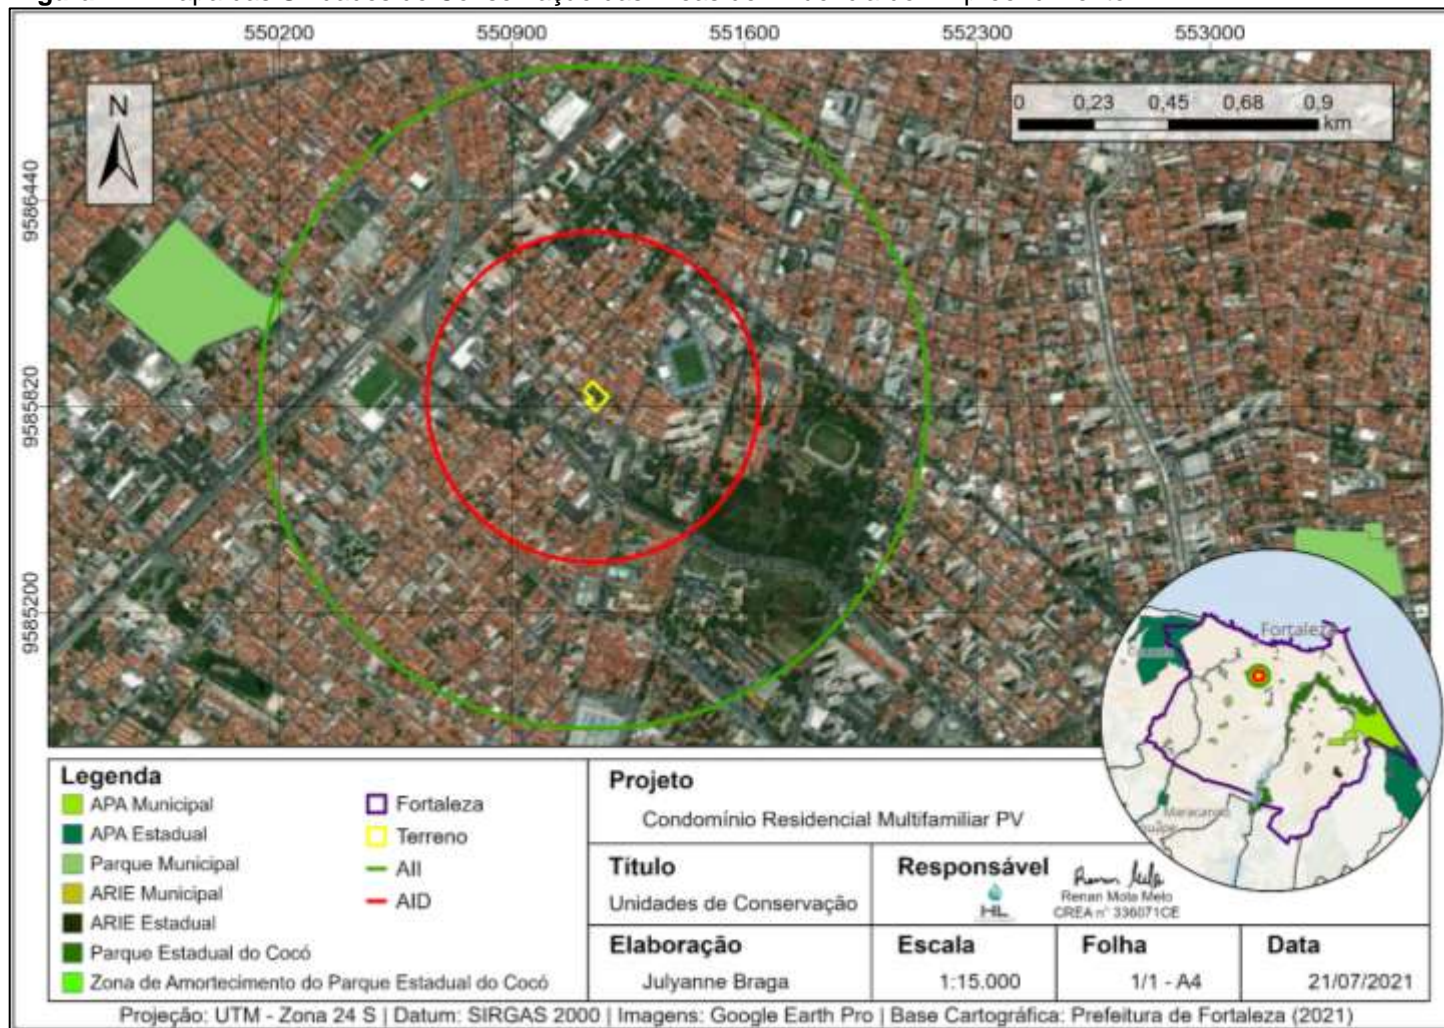 550200 550900 551600 552300 553000
N
0 0,23 0,45 0,68 0,9
km
9586440
9585820
9585200
Fortaleza
Maracanaú
Legenda
APA Municipal
APA Estadual
Parque Municipal
ARIE Municipal
ARIE Estadual
Parque Estadual do Cocó
Zona de Amortecimento do Parque Estadual do Cocó
Fortaleza
Terreno
AII
AID
Projeto
Condomínio Residencial Multifamiliar PV
Título
Unidades de Conservação
Responsável
HL
Renan Mota Melo
CREA n° 336071CE
Elaboração
Julyanne Braga
Escala
1:15.000
Folha
1/1 - A4
Data
21/07/2021
Projeção: UTM - Zona 24 S | Datum: SIRGAS 2000 | Imagens: Google Earth Pro | Base Cartográfica: Prefeitura de Fortaleza (2021)